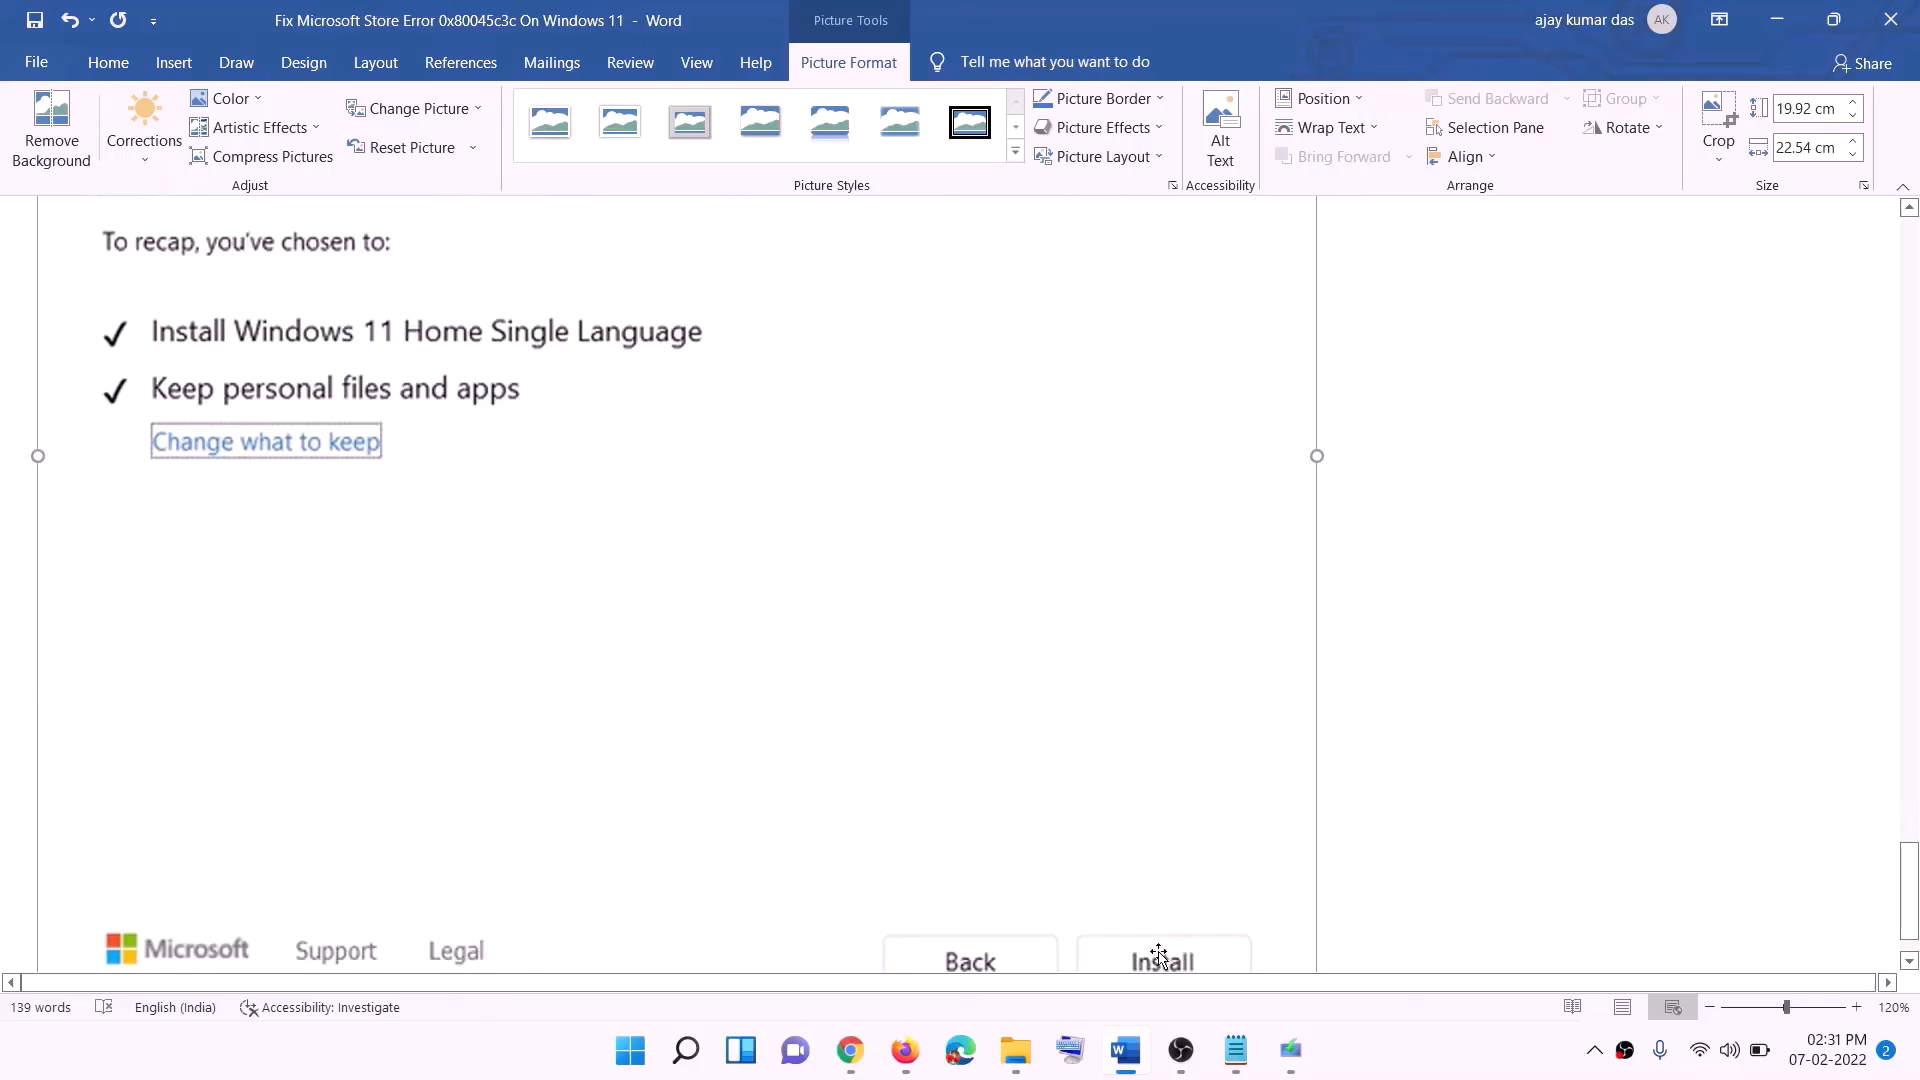 Fix Microsoft Store Error 0x80045c3c On Windows 11 - Word
Picture Tools
ajay kumar das
AK
File
Home
Insert
Draw
Design
Layout
References
Mailings
Review
View
Help
Picture Format
Tell me what you want to do
Share
Remove Background
Corrections
Color
Artistic Effects
Compress Pictures
Change Picture
Reset Picture
Adjust
Picture Styles
Picture Border
Picture Effects
Picture Layout
Alt Text
Accessibility
Position
Wrap Text
Bring Forward
Send Backward
Selection Pane
Align
Group
Rotate
Arrange
Crop
19.92 cm
22.54 cm
Size
To recap, you've chosen to:
Install Windows 11 Home Single Language
Keep personal files and apps
Change what to keep
Microsoft
Support
Legal
Back
Install
139 words
English (India)
Accessibility: Investigate
120%
02:31 PM
07-02-2022
2